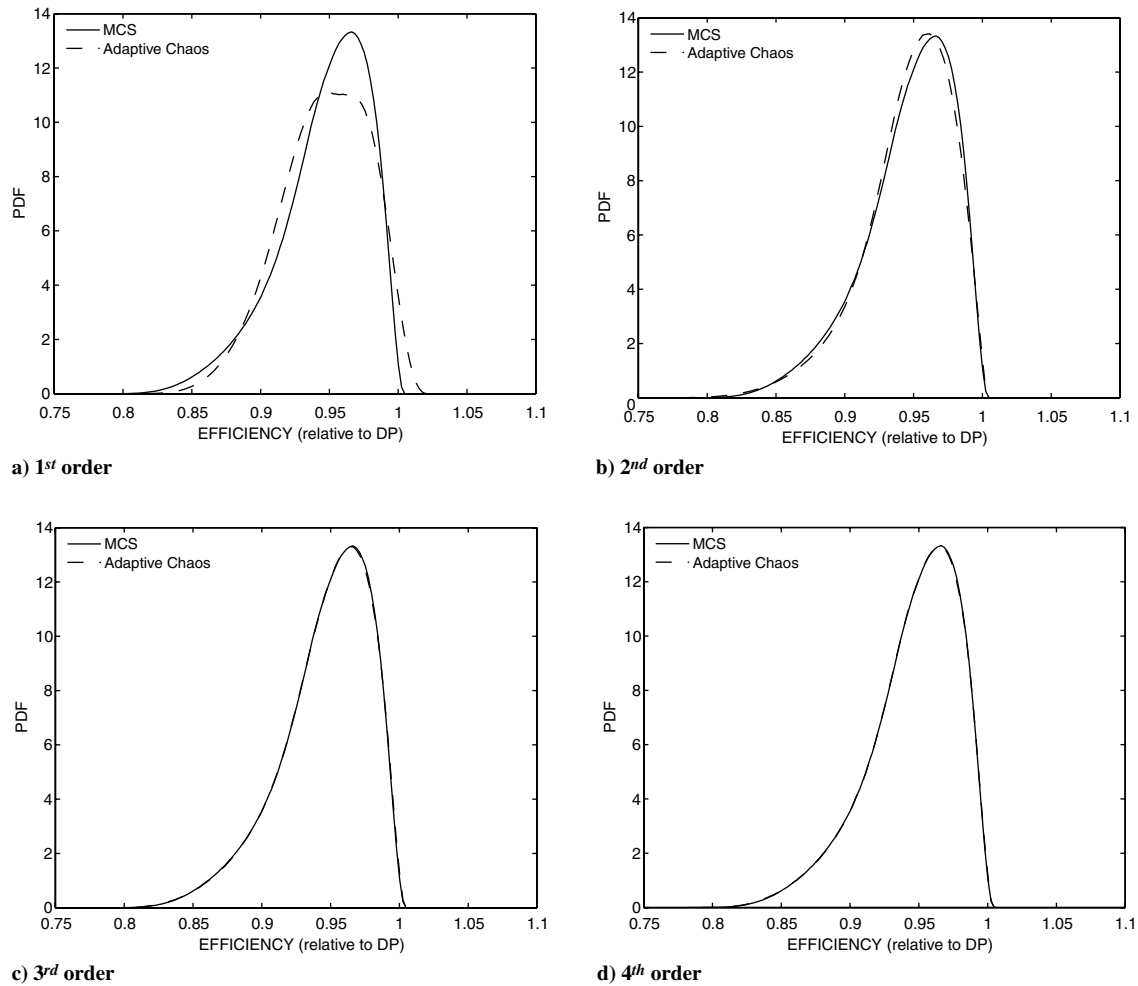 14
12
10
8
6
4
2
0
PDF
MCS
Adaptive Chaos
0.75 0.8 0.85 0.9 0.95 1 1.05 1.1
EFFICIENCY (relative to DP)
a) 1st order
14
12
10
8
6
4
2
0
PDF
MCS
Adaptive Chaos
0.75 0.8 0.85 0.9 0.95 1 1.05 1.1
EFFICIENCY (relative to DP)
b) 2nd order
14
12
10
8
6
4
2
0
PDF
MCS
Adaptive Chaos
0.75 0.8 0.85 0.9 0.95 1 1.05 1.1
EFFICIENCY (relative to DP)
c) 3rd order
14
12
10
8
6
4
2
0
PDF
MCS
Adaptive Chaos
0.75 0.8 0.85 0.9 0.95 1 1.05 1.1
EFFICIENCY (relative to DP)
d) 4th order